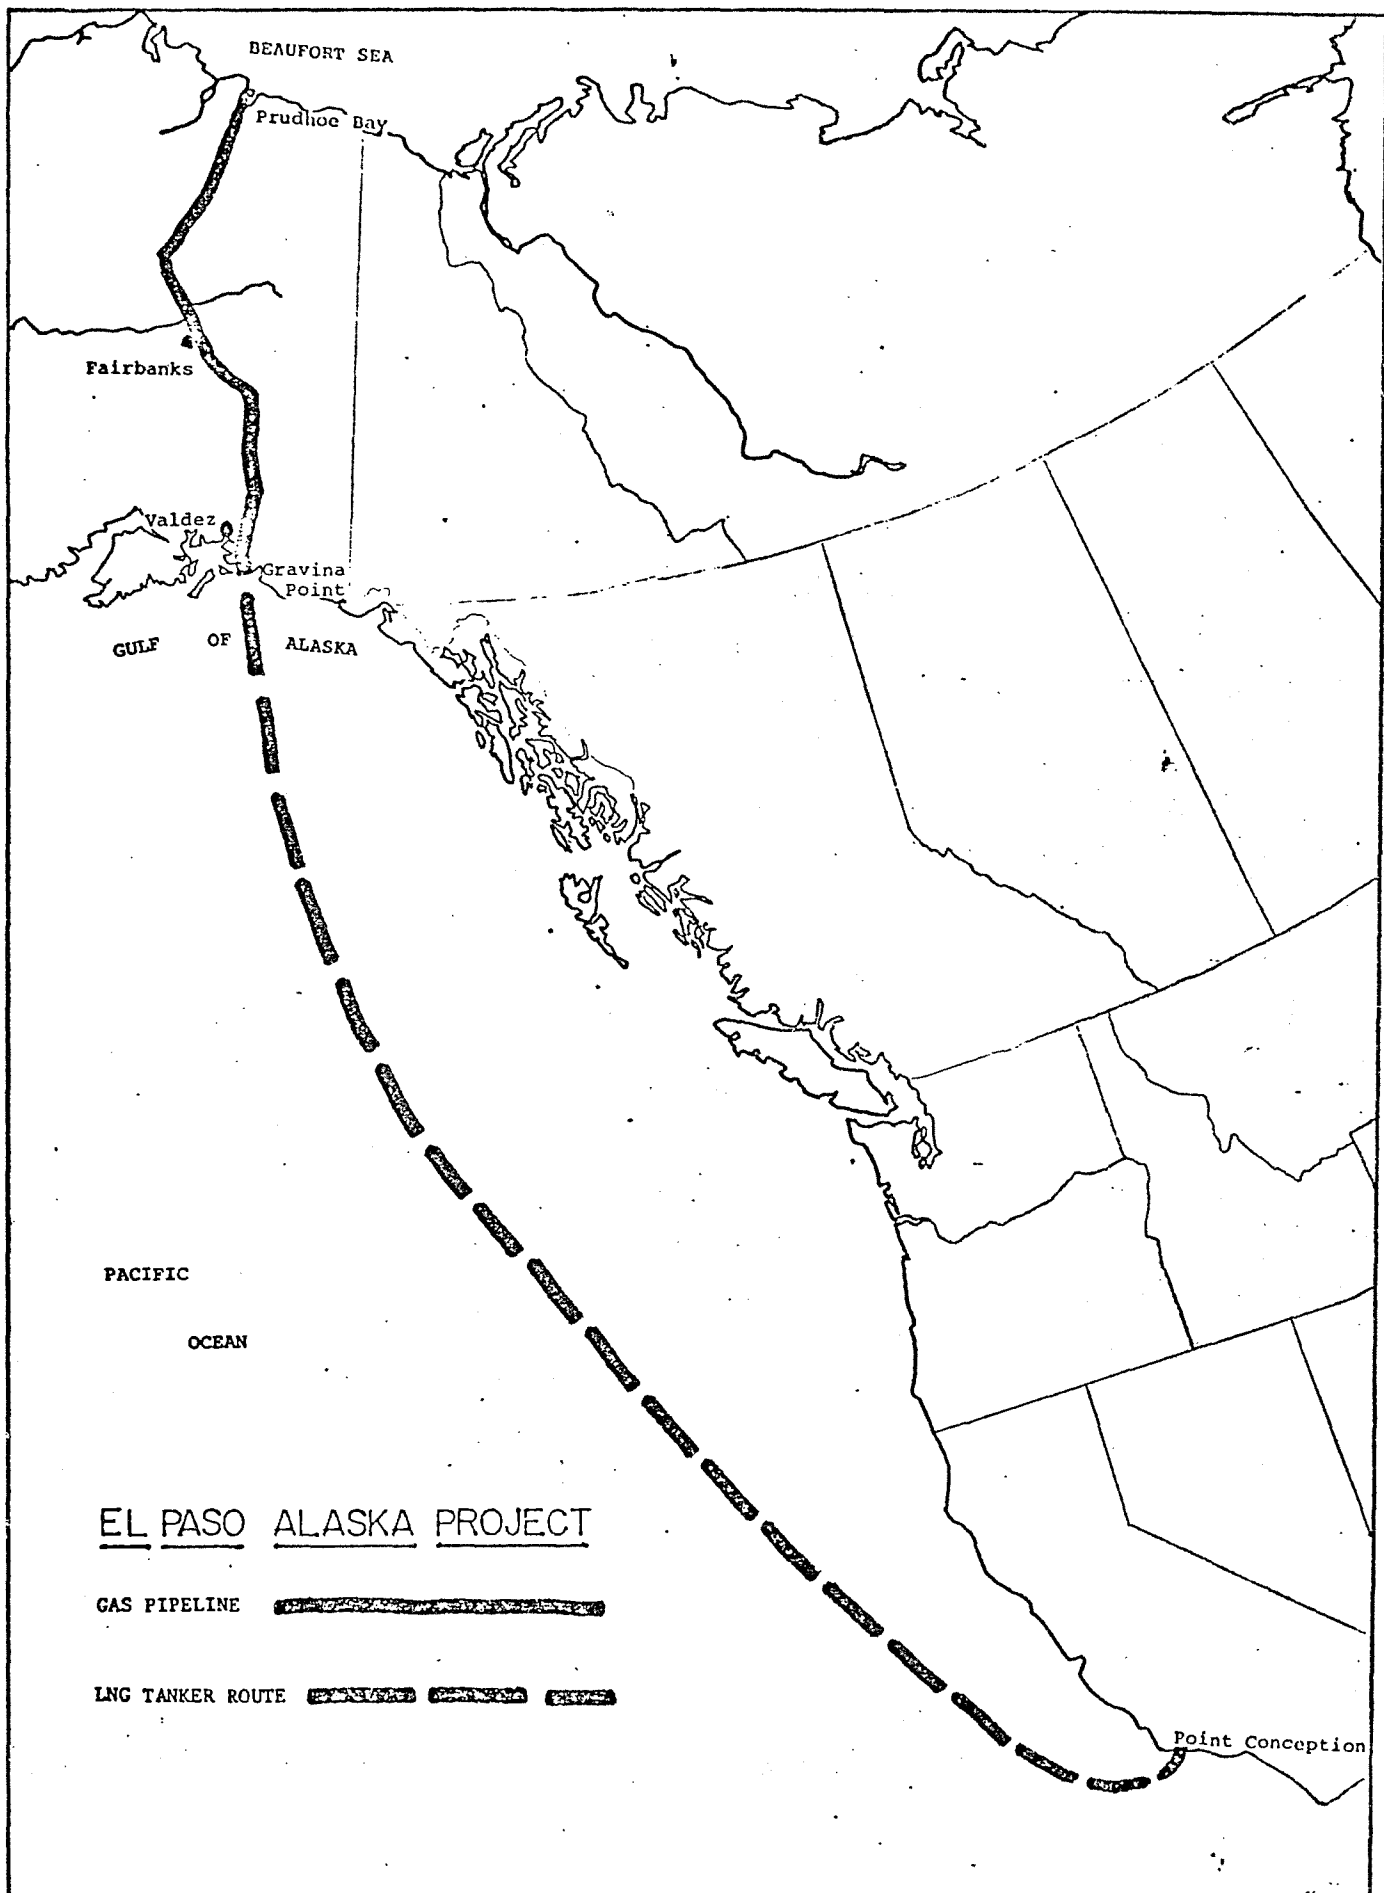 BEAUFORT SEA
Prudhoe Bay
Fairbanks
Valdez
Gravina
Point
GULF OF ALASKA
PACIFIC
OCEAN
EL PASO ALASKA PROJECT
GAS PIPELINE
LNG TANKER ROUTE
Point Conception